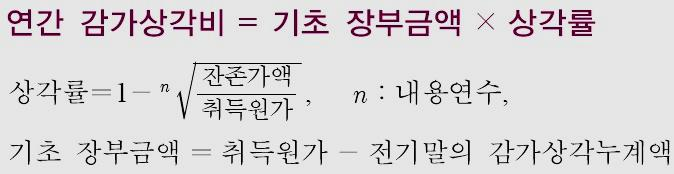 연간 감가상각비 = 기초 장부금액 × 상각률
상각률=1- ⁿ√(잔존가액/취득원가), n : 내용연수,
기초 장부금액 = 취득원가 - 전기말의 감가상각누계액